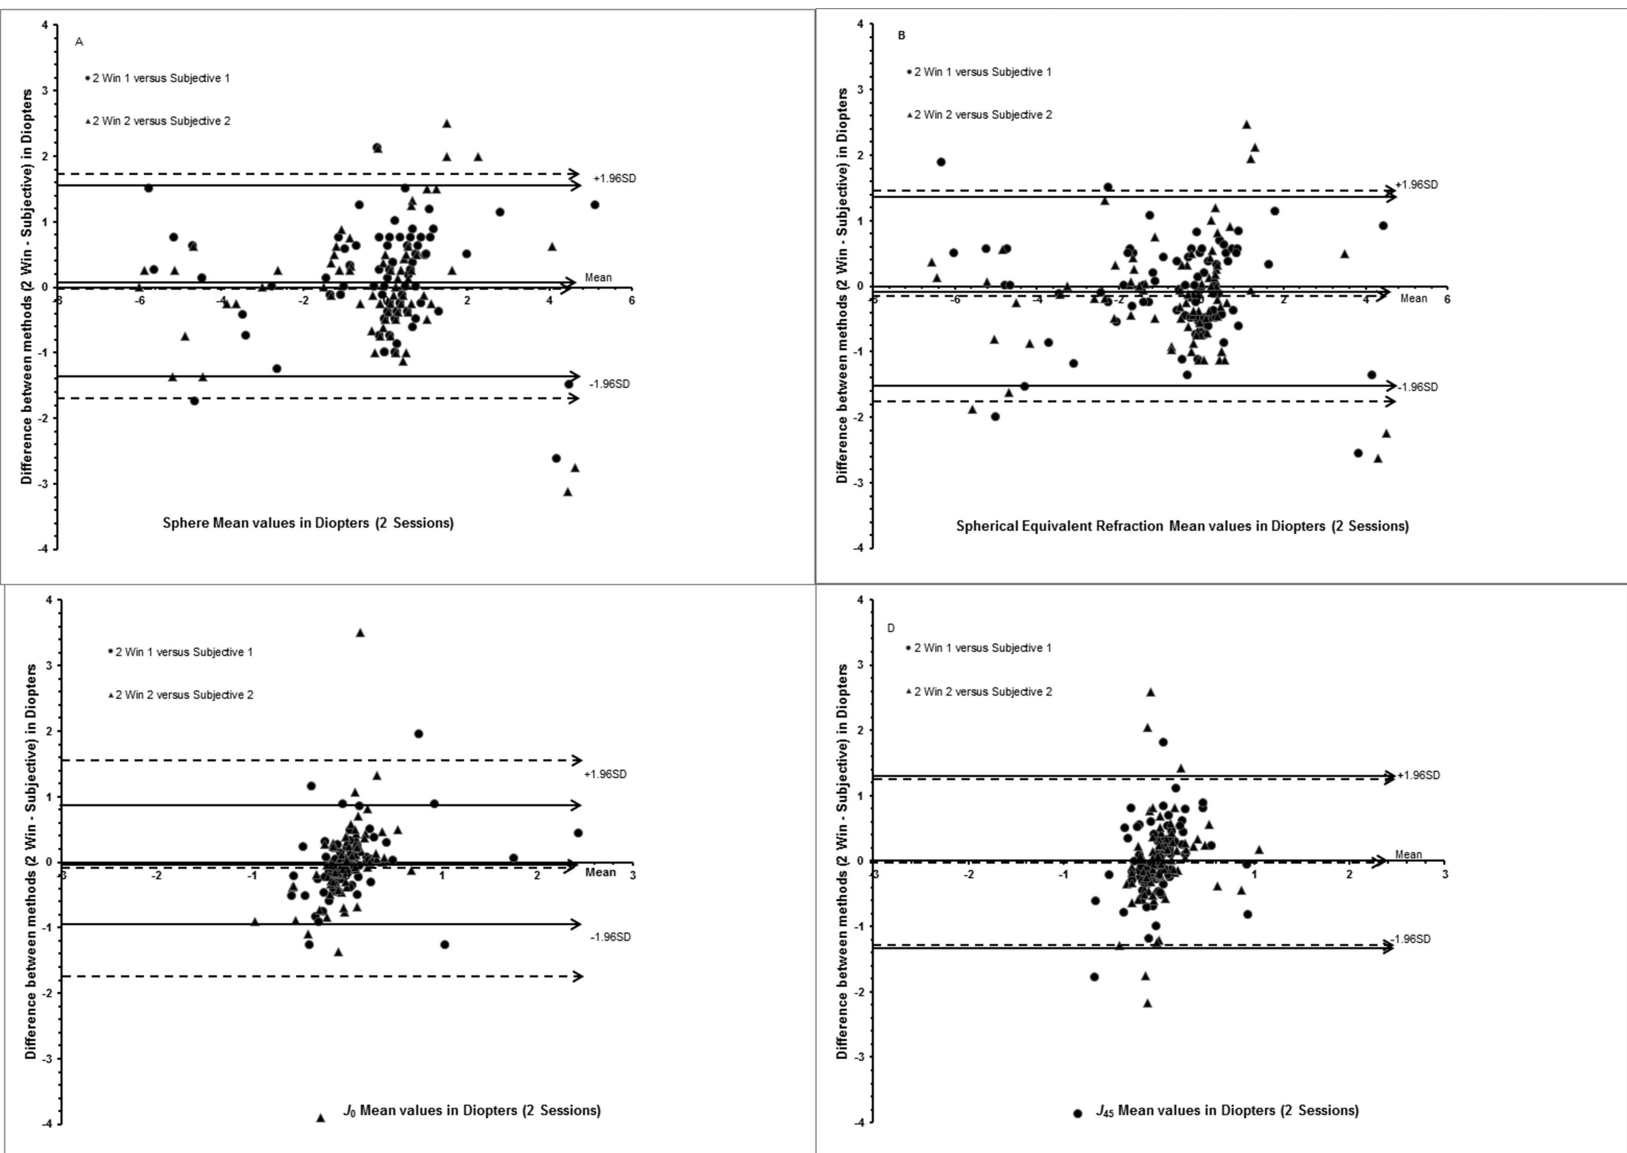 A
2 Win 1 versus Subjective 1
2 Win 2 versus Subjective 2
Difference between methods (2 Win - Subjective) in Diopters
4
3
2
1
0
-1
-2
-3
-4
-8
-6
-4
-2
0
2
4
6
+1.96SD
Mean
-1.96SD
Sphere Mean values in Diopters (2 Sessions)
B
2 Win 1 versus Subjective 1
2 Win 2 versus Subjective 2
Difference between methods (2 Win - Subjective) in Diopters
4
3
2
1
0
-1
-2
-3
-4
-8
-6
-4
-2
0
2
4
6
+1.96SD
Mean
-1.96SD
Spherical Equivalent Refraction Mean values in Diopters (2 Sessions)
2 Win 1 versus Subjective 1
2 Win 2 versus Subjective 2
Difference between methods (2 Win - Subjective) in Diopters
4
3
2
1
0
-1
-2
-3
-4
-3
-2
-1
0
1
2
3
+1.96SD
Mean
-1.96SD
J0 Mean values in Diopters (2 Sessions)
D
2 Win 1 versus Subjective 1
2 Win 2 versus Subjective 2
Difference between methods (2 Win - Subjective) in Diopters
4
3
2
1
0
-1
-2
-3
-4
-3
-2
-1
0
1
2
3
+1.96SD
Mean
-1.96SD
J45 Mean values in Diopters (2 Sessions)